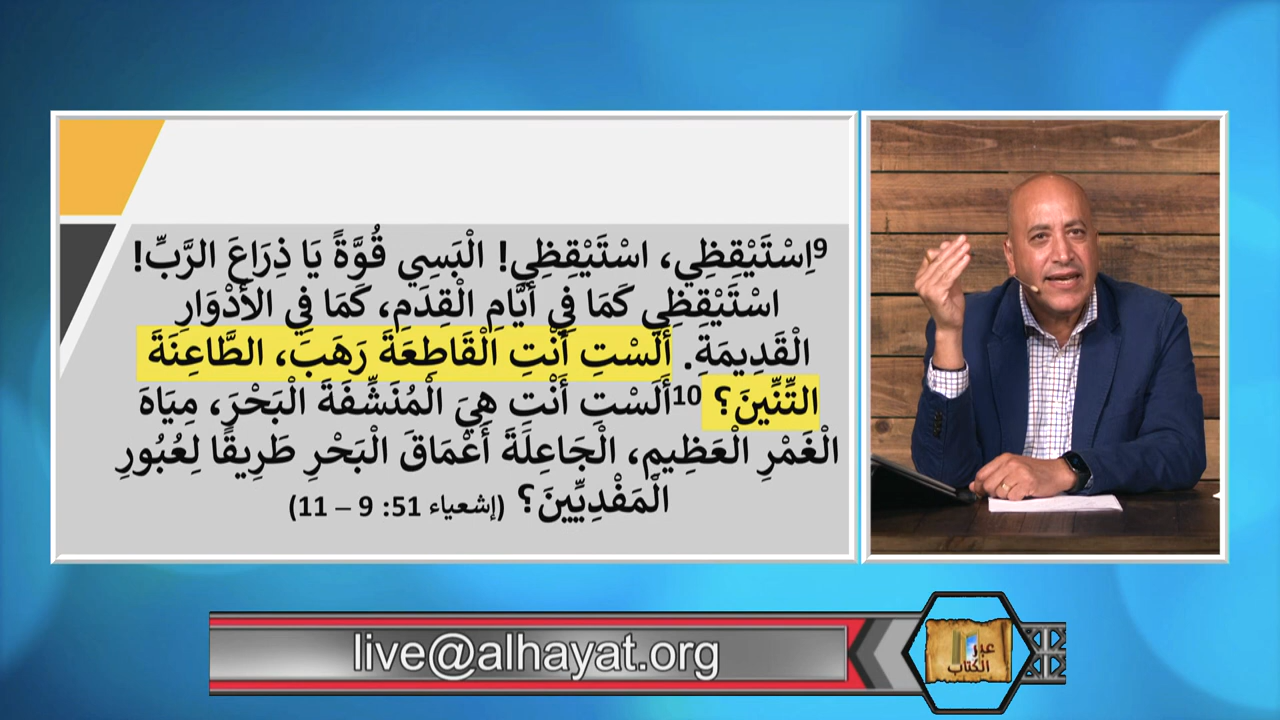 ⁹اِسْتَيْقِظِي، اسْتَيْقِظِي! الْبَسِي قُوَّةً يَا ذِرَاعَ الرَّبِّ!
اسْتَيْقِظِي كَمَا فِي أَيَّامِ الْقِدَمِ، كَمَا فِي الأَدْوَارِ
الْقَدِيمَةِ. أَلَسْتِ أَنْتِ الْقَاطِعَةَ رَهَبَ، الطَّاعِنَةَ
التِّنِّينَ؟ ¹⁰أَلَسْتِ أَنْتِ هِيَ الْمُنَشِّفَةَ الْبَحْرَ، مِيَاهَ
الْغَمْرِ الْعَظِيمِ، الْجَاعِلَةَ أَعْمَاقَ الْبَحْرِ طَرِيقًا لِعُبُورِ
الْمَفْدِيِّينَ؟ (إشعياء 51: 9 – 11)
live@alhayat.org
عبر
الكتاب